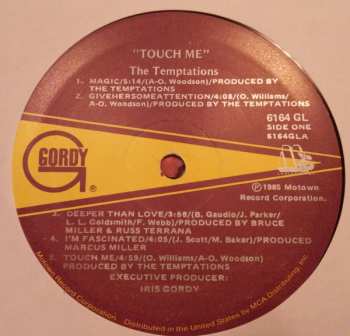 "TOUCH ME"
The Temptations
1. MAGIC/5:14/(A-O. Woodson)/PRODUCED BY
THE TEMPTATIONS
2. GIVEHERSOMEATTENTION/4:05/(O. Williams/
A-O. Woodson)/PRODUCED BY THE TEMPTATIONS
6164 GL
SIDE ONE
6164GLA
GORDY
G
Ⓟ©1985 Motown
Record Corporation.
3. DEEPER THAN LOVE/3:58/(B. Gaudio/J. Parker/
L. L. Goldsmith/F. Webb)/PRODUCED BY BRUCE
MILLER & RUSS TERRANA
4. I'M FASCINATED/4:05/(J. Scott/M. Baker)/PRODUCED
MARCUS MILLER
5. TOUCH ME/4:59/(O. Williams/A-O. Woodson)
PRODUCED BY THE TEMPTATIONS
EXECUTIVE PRODUCER:
IRIS GORDY
Motown Record Corporation. Distributed in the United States by MCA Distributing, Inc.